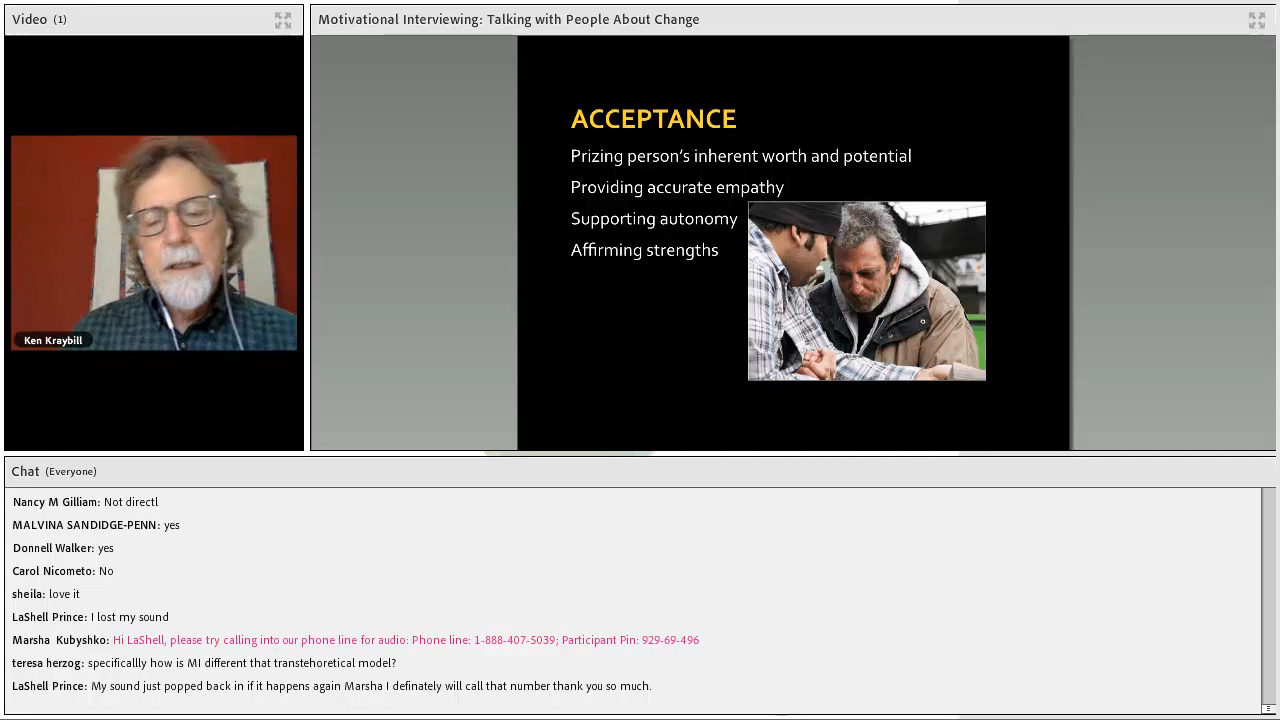 Video (1)
Motivational Interviewing: Talking with People About Change
Ken Kraybill
ACCEPTANCE
Prizing person's inherent worth and potential
Providing accurate empathy
Supporting autonomy
Affirming strengths
Chat (Everyone)
Nancy M Gilliam: Not directl
MALVINA SANDIDGE-PENN: yes
Donnell Walker: yes
Carol Nicometo: No
sheila: love it
LaShell Prince: I lost my sound
Marsha Kubyshko: Hi LaShell, please try calling into our phone line for audio: Phone line: 1-888-407-5039; Participant Pin: 929-69-496
teresa herzog: specificallly how is MI different that transtehoretical model?
LaShell Prince: My sound just popped back in if it happens again Marsha I definately will call that number thank you so much.